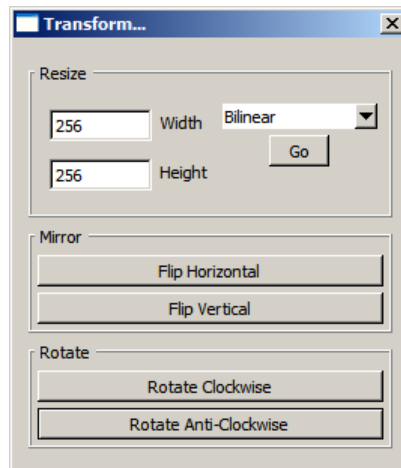 Transform...
Resize
256 Width Bilinear
Go
256 Height
Mirror
Flip Horizontal
Flip Vertical
Rotate
Rotate Clockwise
Rotate Anti-Clockwise